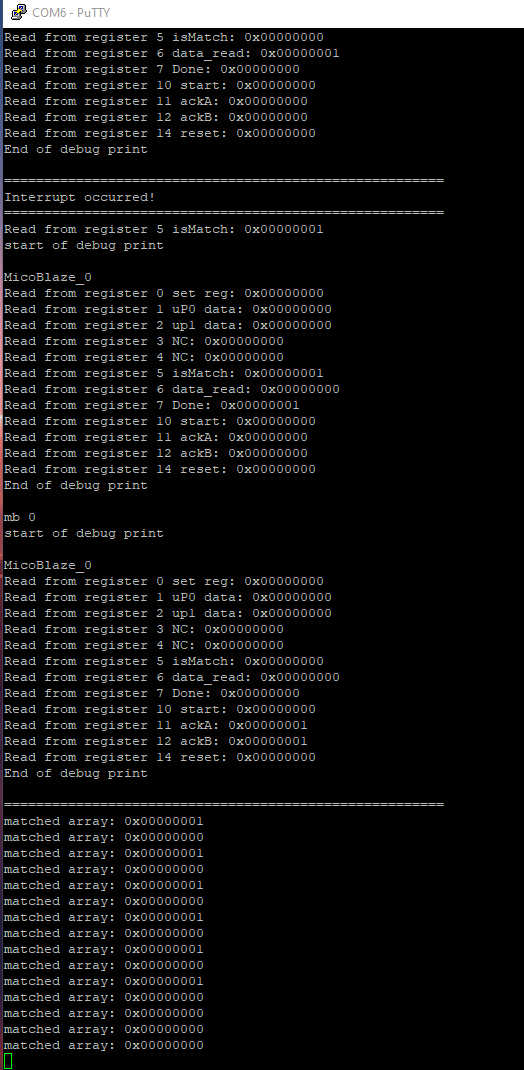 COM6 - PuTTY
Read from register 5 isMatch: 0x00000000
Read from register 6 data_read: 0x00000001
Read from register 7 Done: 0x00000000
Read from register 10 start: 0x00000000
Read from register 11 ackA: 0x00000000
Read from register 12 ackB: 0x00000000
Read from register 14 reset: 0x00000000
End of debug print
=======================================================
Interrupt occurred!
=======================================================
Read from register 5 isMatch: 0x00000001
start of debug print
MicoBlaze_0
Read from register 0 set reg: 0x00000000
Read from register 1 uP0 data: 0x00000000
Read from register 2 up1 data: 0x00000000
Read from register 3 NC: 0x00000000
Read from register 4 NC: 0x00000000
Read from register 5 isMatch: 0x00000001
Read from register 6 data_read: 0x00000000
Read from register 7 Done: 0x00000001
Read from register 10 start: 0x00000000
Read from register 11 ackA: 0x00000000
Read from register 12 ackB: 0x00000000
Read from register 14 reset: 0x00000000
End of debug print
mb 0
start of debug print
MicoBlaze_0
Read from register 0 set reg: 0x00000000
Read from register 1 uP0 data: 0x00000000
Read from register 2 up1 data: 0x00000000
Read from register 3 NC: 0x00000000
Read from register 4 NC: 0x00000000
Read from register 5 isMatch: 0x00000000
Read from register 6 data_read: 0x00000000
Read from register 7 Done: 0x00000000
Read from register 10 start: 0x00000000
Read from register 11 ackA: 0x00000001
Read from register 12 ackB: 0x00000001
Read from register 14 reset: 0x00000000
End of debug print
=======================================================
matched array: 0x00000001
matched array: 0x00000000
matched array: 0x00000001
matched array: 0x00000000
matched array: 0x00000001
matched array: 0x00000000
matched array: 0x00000001
matched array: 0x00000000
matched array: 0x00000001
matched array: 0x00000000
matched array: 0x00000001
matched array: 0x00000000
matched array: 0x00000000
matched array: 0x00000000
matched array: 0x00000000